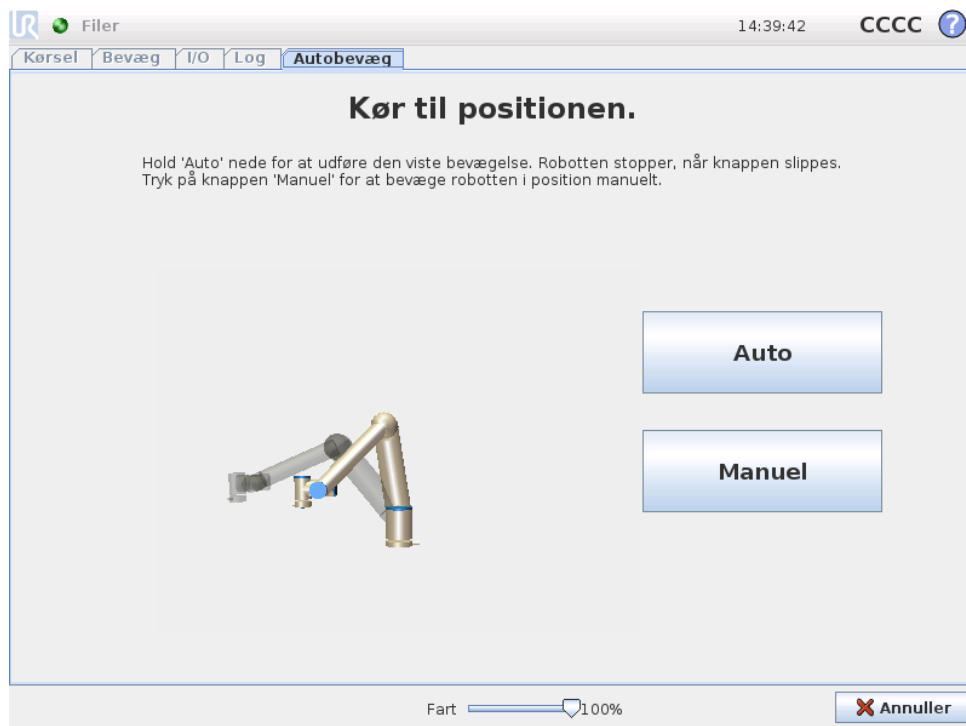 UR Filer 14:39:42 CCCC ?
Kørsel Bevæg I/O Log Autobevæg
Kør til positionen.
Hold 'Auto' nede for at udføre den viste bevægelse. Robotten stopper, når knappen slippes.
Tryk på knappen 'Manuel' for at bevæge robotten i position manuelt.
Auto
Manuel
Fart 100% Annuller